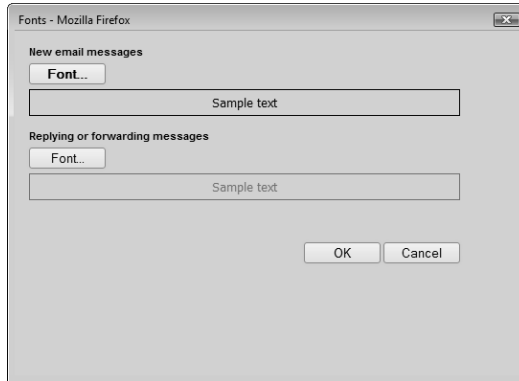 Fonts - Mozilla Firefox
New email messages
Font...
Sample text
Replying or forwarding messages
Font...
Sample text
OK Cancel